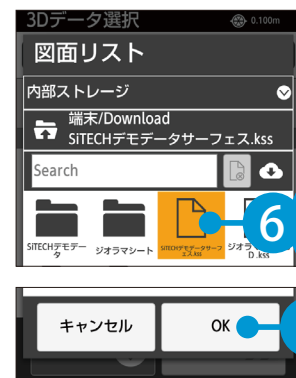 3Dデータ選択 0.100m
図面リスト
内部ストレージ
端末/Download
SiTECHデモデータサーフェス.kss
Search
SiTECHデモデー
タ
ジオラマシート
SiTECHデモデータサーフ
ェス.kss
ジオラ
D .kss
6
キャンセル OK